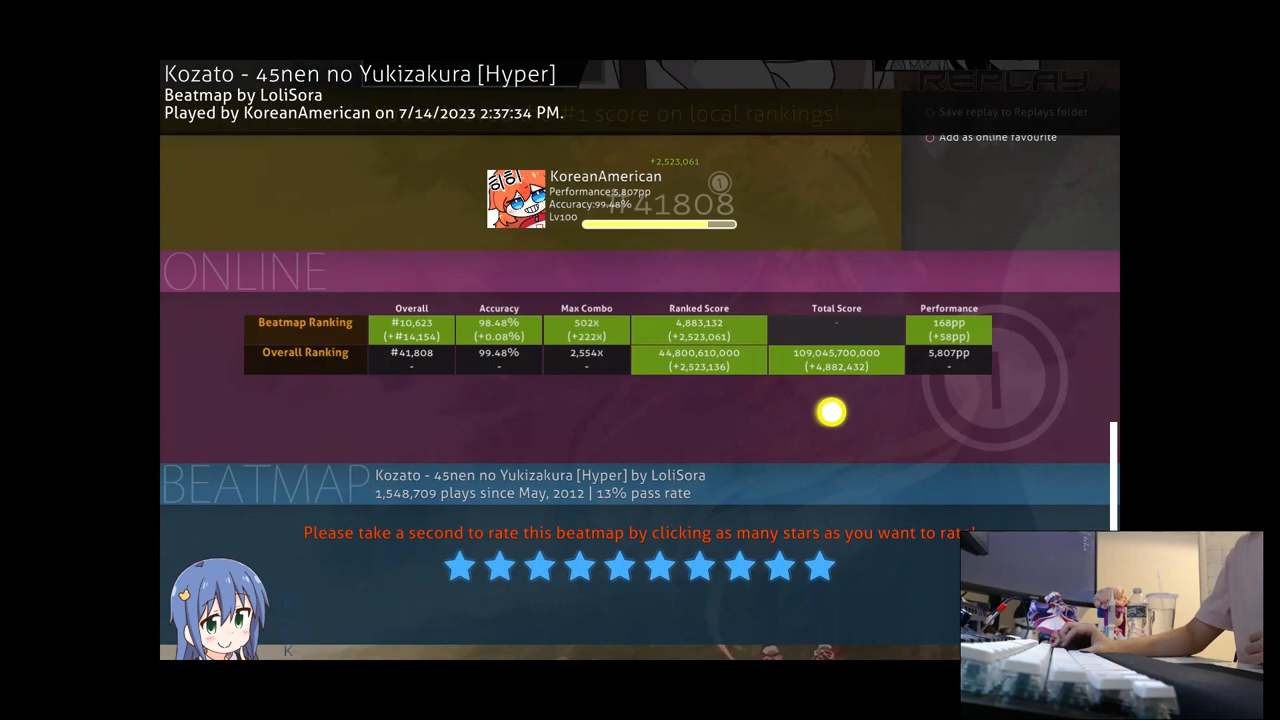 Kozato - 45nen no Yukizakura [Hyper]
Beatmap by LoliSora
Played by KoreanAmerican on 7/14/2023 2:37:34 PM.
#1 score on local rankings!
REPLAY
Save replay to Replays folder
Add as online favourite
+2,523,061
하하!
KoreanAmerican
Performance:5,807pp
Accuracy:99.48%
Lv100
#41808
1
ONLINE
Overall Accuracy Max Combo Ranked Score Total Score Performance
Beatmap Ranking #10,623 98.48% 502x 4,883,132 - 168pp
(+#14,154) (+0.08%) (+222x) (+2,523,061) (+58pp)
Overall Ranking #41,808 99.48% 2,554x 44,800,610,000 109,045,700,000 5,807pp
- - - (+2,523,136) (+4,882,432) -
1
BEATMAP
Kozato - 45nen no Yukizakura [Hyper] by LoliSora
1,548,709 plays since May, 2012 | 13% pass rate
Please take a second to rate this beatmap by clicking as many stars as you want to rate!
K